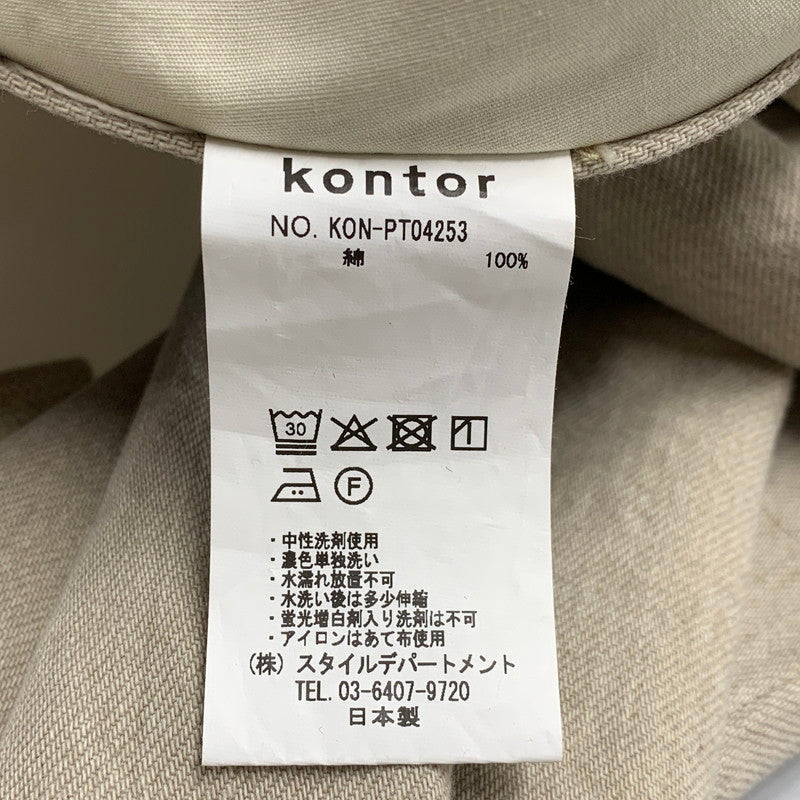 kontor
NO. KON-PT04253
綿 100%
30
F
・中性洗剤使用
・濃色単独洗い
・水濡れ放置不可
・水洗い後は多少伸縮
・蛍光増白剤入り洗剤は不可
・アイロンはあて布使用
(株) スタイルデパートメント
TEL. 03-6407-9720
日本製